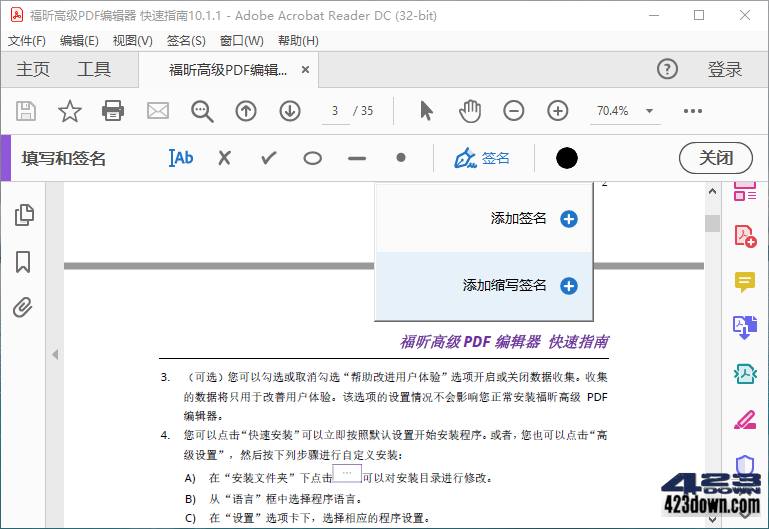 福昕高级PDF编辑器 快速指南10.1.1 - Adobe Acrobat Reader DC (32-bit)
文件(F) 编辑(E) 视图(V) 签名(S) 窗口(W) 帮助(H)
主页 工具 福昕高级PDF编辑... × 登录
3 / 35 70.4%
填写和签名 Ab 签名 关闭
2
添加签名
添加缩写签名
福昕高级 PDF 编辑器 快速指南
3. （可选）您可以勾选或取消勾选“帮助改进用户体验”选项开启或关闭数据收集。收集
的数据将只用于改善用户体验。该选项的设置情况不会影响您正常安装福昕高级 PDF
编辑器。
4. 您可以点击“快速安装”可以立即按照默认设置开始安装程序。或者，您也可以点击“高
级设置”，然后按下列步骤进行自定义安装：
A) 在“安装文件夹”下点击 ... 可以对安装目录进行修改。
B) 从“语言”框中选择程序语言。
C) 在“设置”选项卡下，选择相应的程序设置。
423
423down.com